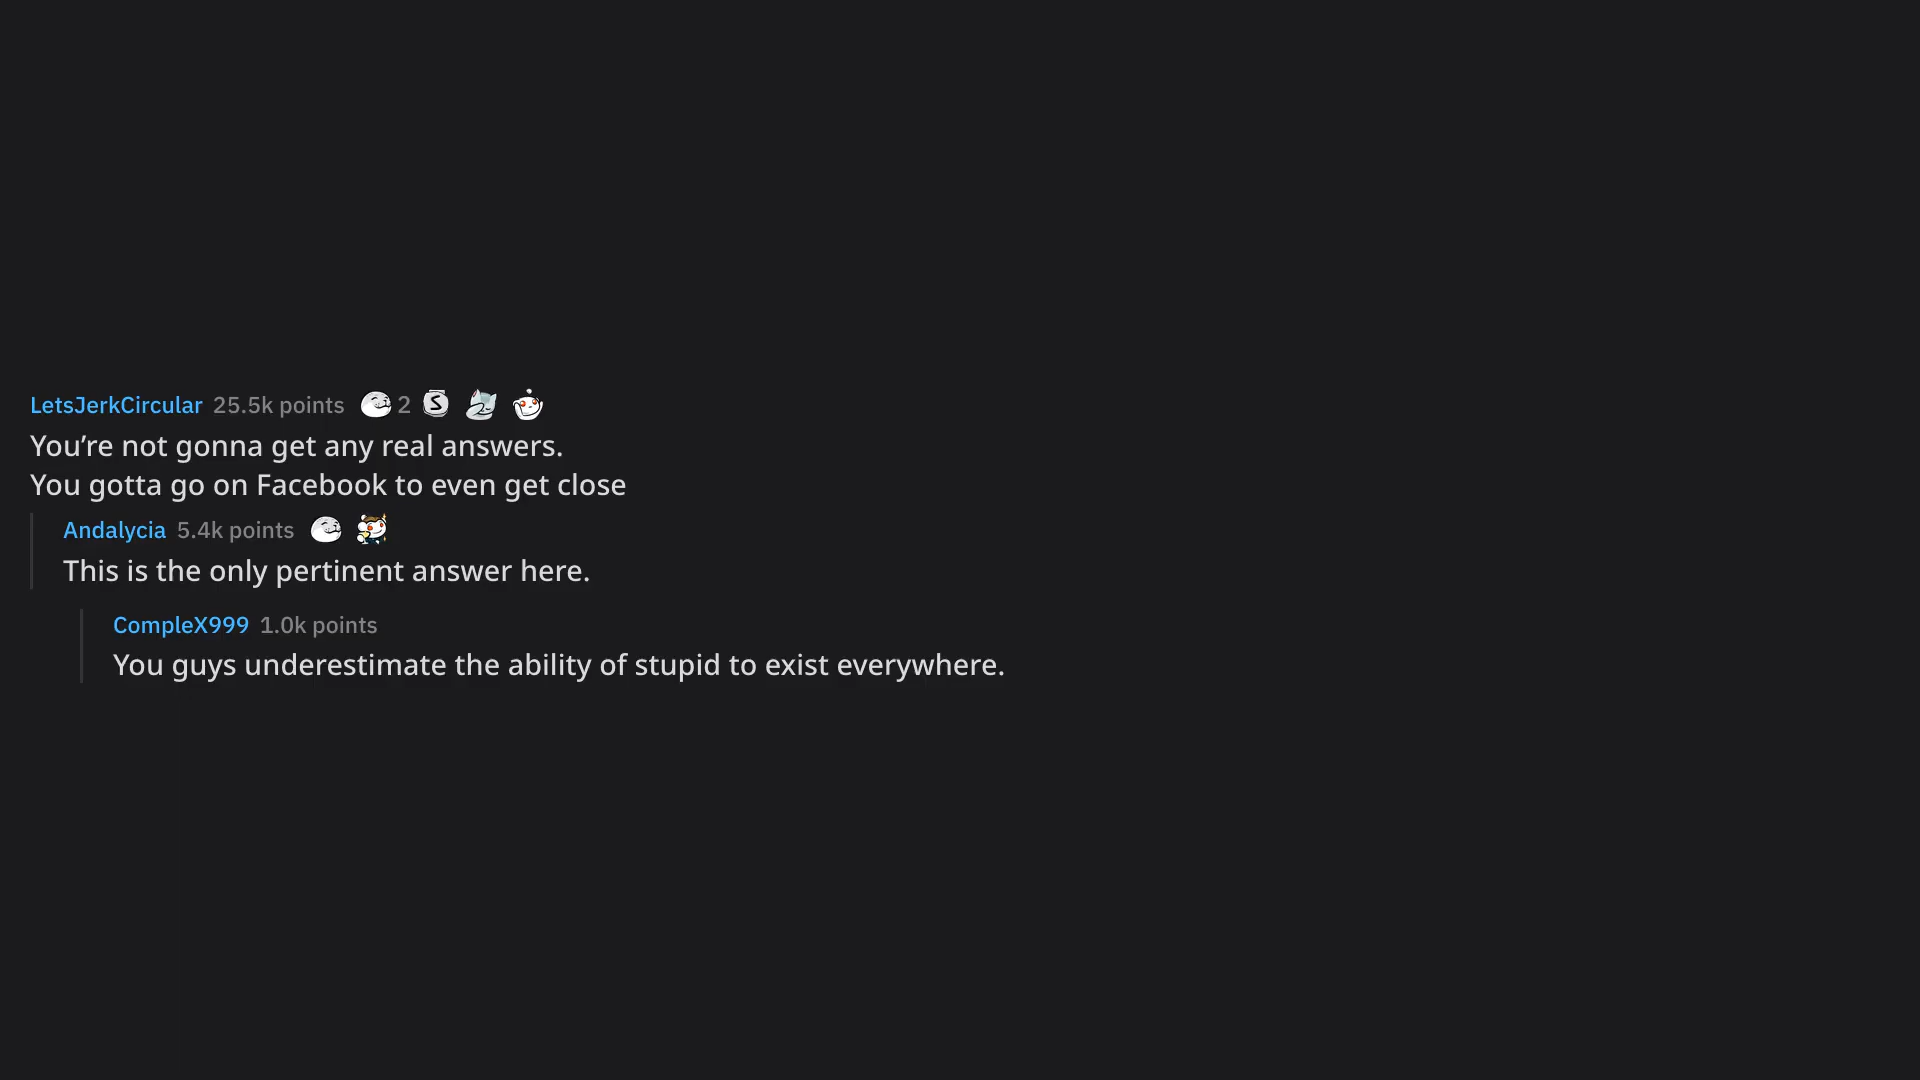 LetsJerkCircular 25.5k points 2 S
You’re not gonna get any real answers.
You gotta go on Facebook to even get close
Andalycia 5.4k points
This is the only pertinent answer here.
CompleX999 1.0k points
You guys underestimate the ability of stupid to exist everywhere.